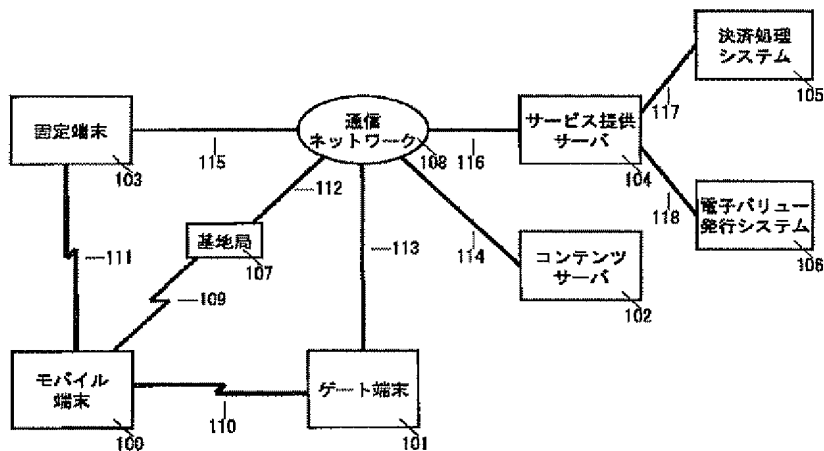 決済処理
システム
105
117
固定端末
103
115
通信
ネットワーク
108
116
サービス提供
サーバ
104
112
118
電子バリュー
発行システム
106
111
基地局
107
113
114
コンテンツ
サーバ
102
109
モバイル
端末
100
110
ゲート端末
101